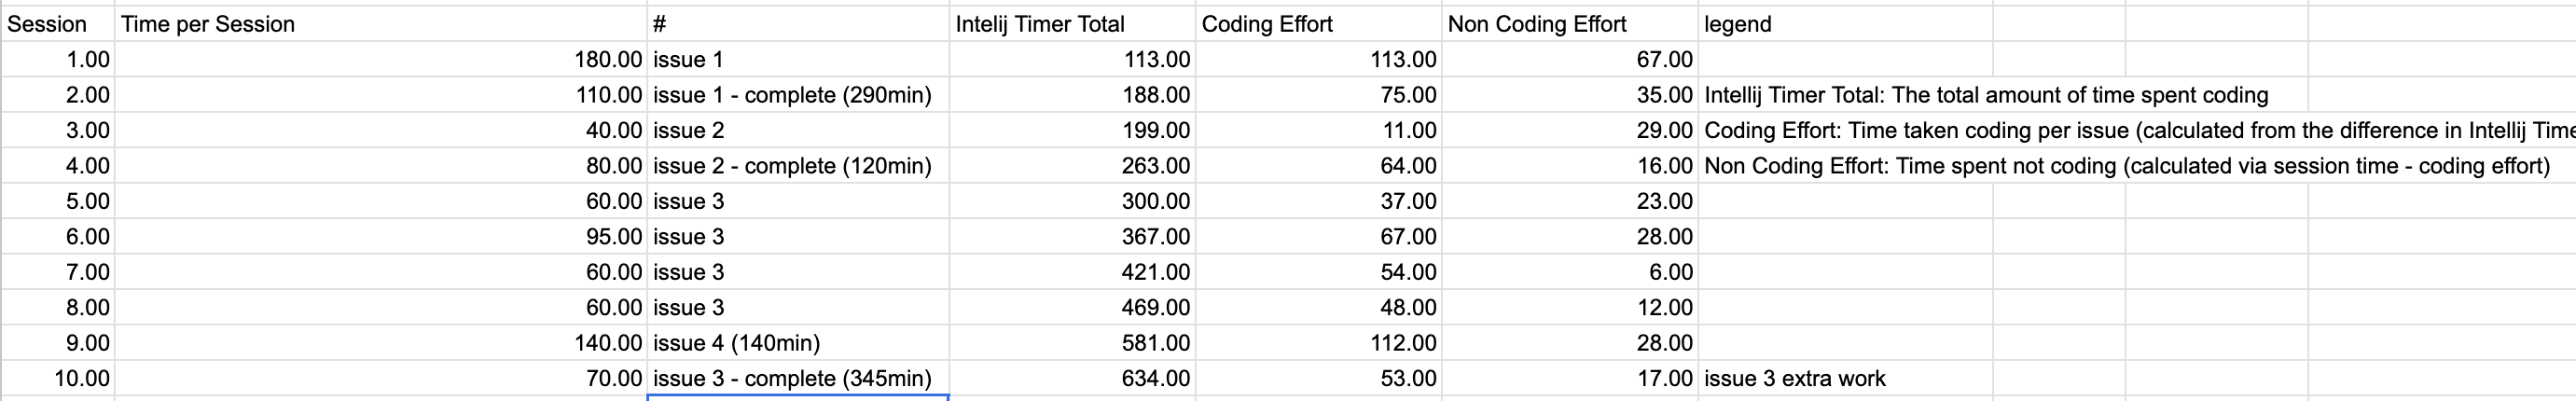 Session Time per Session # Intelij Timer Total Coding Effort Non Coding Effort legend
1.00 180.00 issue 1 113.00 113.00 67.00
2.00 110.00 issue 1 - complete (290min) 188.00 75.00 35.00 Intellij Timer Total: The total amount of time spent coding
3.00 40.00 issue 2 199.00 11.00 29.00 Coding Effort: Time taken coding per issue (calculated from the difference in Intellij Time
4.00 80.00 issue 2 - complete (120min) 263.00 64.00 16.00 Non Coding Effort: Time spent not coding (calculated via session time - coding effort)
5.00 60.00 issue 3 300.00 37.00 23.00
6.00 95.00 issue 3 367.00 67.00 28.00
7.00 60.00 issue 3 421.00 54.00 6.00
8.00 60.00 issue 3 469.00 48.00 12.00
9.00 140.00 issue 4 (140min) 581.00 112.00 28.00
10.00 70.00 issue 3 - complete (345min) 634.00 53.00 17.00 issue 3 extra work